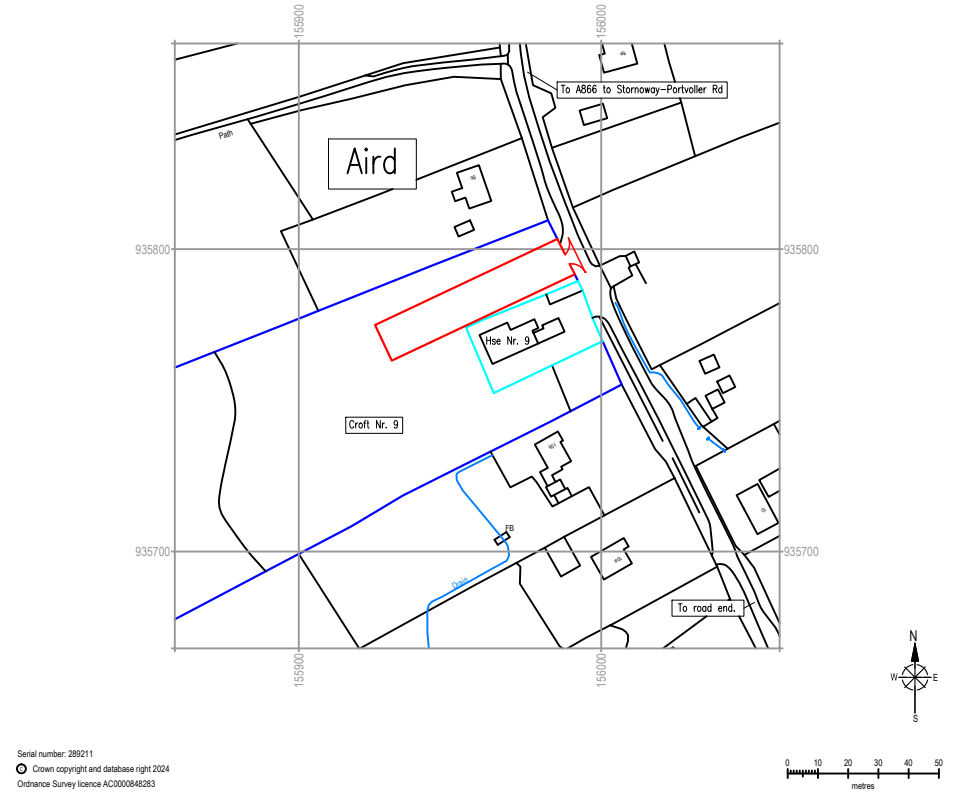 155900
156000
To A866 to Stornoway-Portvoller Rd
Path
Aird
935800
935800
Hse Nr. 9
Croft Nr. 9
FB
935700
935700
Drain
To road end.
155900
156000
N
W
E
S
Serial number: 289211
© Crown copyright and database right 2024
Ordnance Survey licence AC0000848283
0 10 20 30 40 50
metres